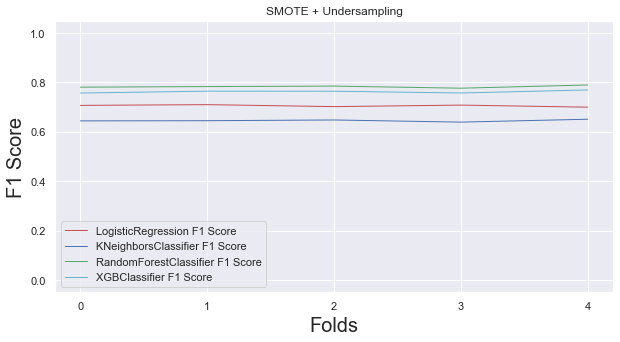 SMOTE + Undersampling
1.0
0.8
0.6
0.4
0.2
0.0
F1 Score
LogisticRegression F1 Score
KNeighborsClassifier F1 Score
RandomForestClassifier F1 Score
XGBClassifier F1 Score
0 1 2 3 4
Folds